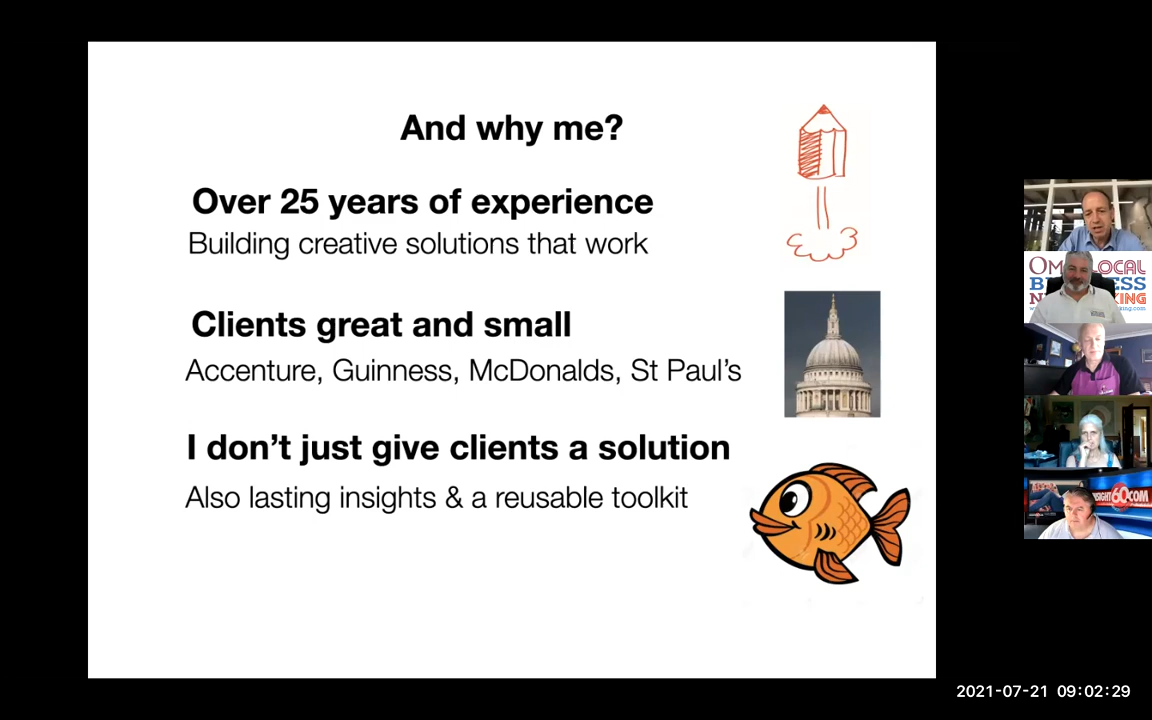 And why me?
Over 25 years of experience
Building creative solutions that work
Clients great and small
Accenture, Guinness, McDonalds, St Paul's
I don't just give clients a solution
Also lasting insights & a reusable toolkit
LOCAL
2021-07-21 09:02:29